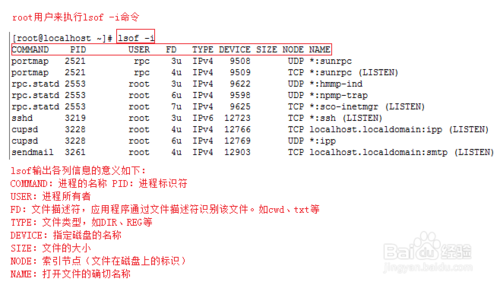 root用户来执行lsof -i命令
[root@localhost ~]# lsof -i
COMMAND PID USER FD TYPE DEVICE SIZE NODE NAME
portmap 2521 rpc 3u IPv4 9508 UDP *:sunrpc
portmap 2521 rpc 4u IPv4 9509 TCP *:sunrpc (LISTEN)
rpc.statd 2553 root 3u IPv4 9622 UDP *:hmmp-ind
rpc.statd 2553 root 6u IPv4 9598 UDP *:npmp-trap
rpc.statd 2553 root 7u IPv4 9625 TCP *:sco-inetmgr (LISTEN)
sshd 3219 root 3u IPv6 12723 TCP *:ssh (LISTEN)
cupsd 3228 root 4u IPv4 12766 TCP localhost.localdomain:ipp (LISTEN)
cupsd 3228 root 6u IPv4 12769 UDP *:ipp
sendmail 3261 root 4u IPv4 12903 TCP localhost.localdomain:smtp (LISTEN)
lsof输出各列信息的意义如下:
COMMAND: 进程的名称 PID: 进程标识符
USER: 进程所有者
FD: 文件描述符，应用程序通过文件描述符识别该文件。如cwd、txt等
TYPE: 文件类型，如DIR、REG等
DEVICE: 指定磁盘的名称
SIZE: 文件的大小
NODE: 索引节点（文件在磁盘上的标识）
NAME: 打开文件的确切名称
Baidu 经验
jingyan.baidu.com